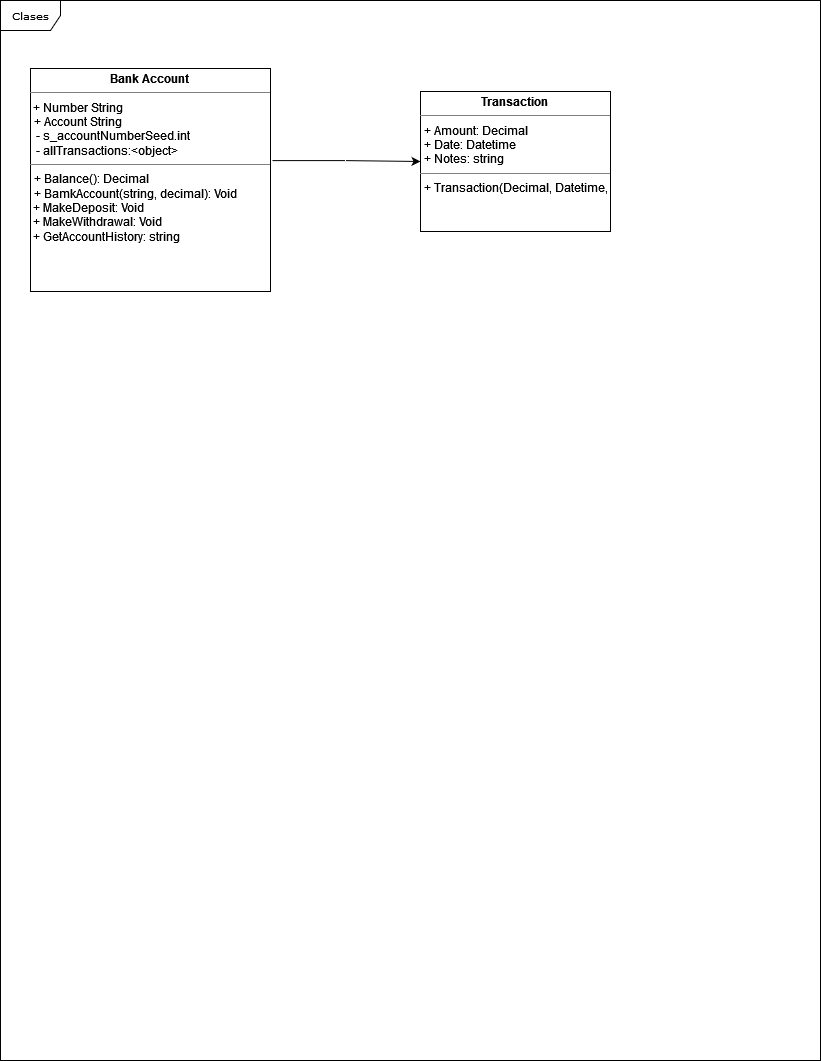 Clases
Bank Account
+ Number String
+ Account String
- s_accountNumberSeed.int
- allTransactions:<object>
+ Balance(): Decimal
+ BamkAccount(string, decimal): Void
+ MakeDeposit: Void
+ MakeWithdrawal: Void
+ GetAccountHistory: string
Transaction
+ Amount: Decimal
+ Date: Datetime
+ Notes: string
+ Transaction(Decimal, Datetime,